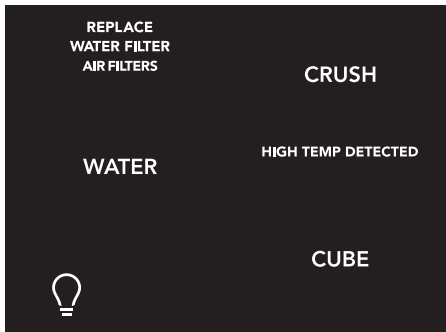 REPLACE
WATER FILTER
AIR FILTERS
CRUSH
WATER
HIGH TEMP DETECTED
CUBE